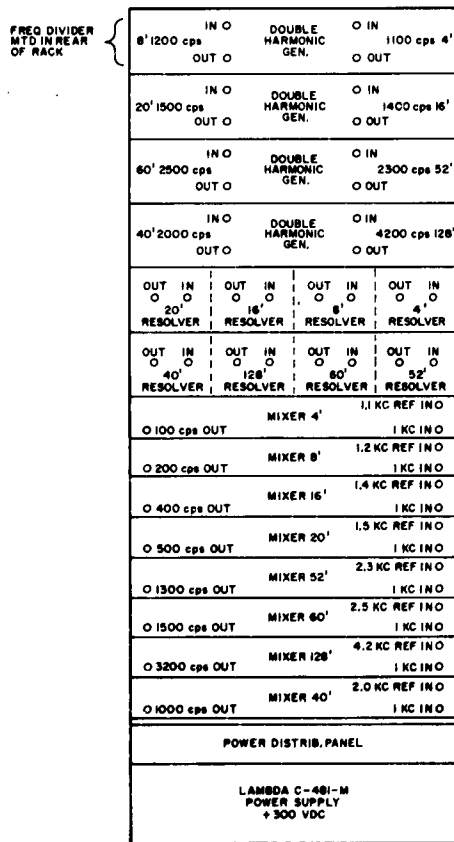 FREQ DIVIDER
MTD IN REAR
OF RACK
IN O DOUBLE O IN
8' 1200 cps HARMONIC 1100 cps 4'
OUT O GEN. O OUT
IN O DOUBLE O IN
20' 1500 cps HARMONIC 1400 cps 16'
OUT O GEN. O OUT
IN O DOUBLE O IN
60' 2500 cps HARMONIC 2300 cps 52'
OUT O GEN. O OUT
IN O DOUBLE O IN
40' 2000 cps HARMONIC 4200 cps 128'
OUT O GEN. O OUT
OUT IN OUT IN OUT IN OUT IN
O O O O O O O O
20' 16' 8' 4'
RESOLVER RESOLVER RESOLVER RESOLVER
OUT IN OUT IN OUT IN OUT IN
O O O O O O O O
40' 128' 60' 52'
RESOLVER RESOLVER RESOLVER RESOLVER
MIXER 4' 1.1 KC REF IN O
O 100 cps OUT 1 KC IN O
MIXER 8' 1.2 KC REF IN O
O 200 cps OUT 1 KC IN O
MIXER 16' 1.4 KC REF IN O
O 400 cps OUT 1 KC IN O
MIXER 20' 1.5 KC REF IN O
O 500 cps OUT 1 KC IN O
MIXER 52' 2.3 KC REF IN O
O 1300 cps OUT 1 KC IN O
MIXER 60' 2.5 KC REF IN O
O 1500 cps OUT 1 KC IN O
MIXER 128' 4.2 KC REF IN O
O 3200 cps OUT 1 KC IN O
MIXER 40' 2.0 KC REF IN O
O 1000 cps OUT 1 KC IN O
POWER DISTRIB. PANEL
LAMBDA C-481-M
POWER SUPPLY
+300 VDC